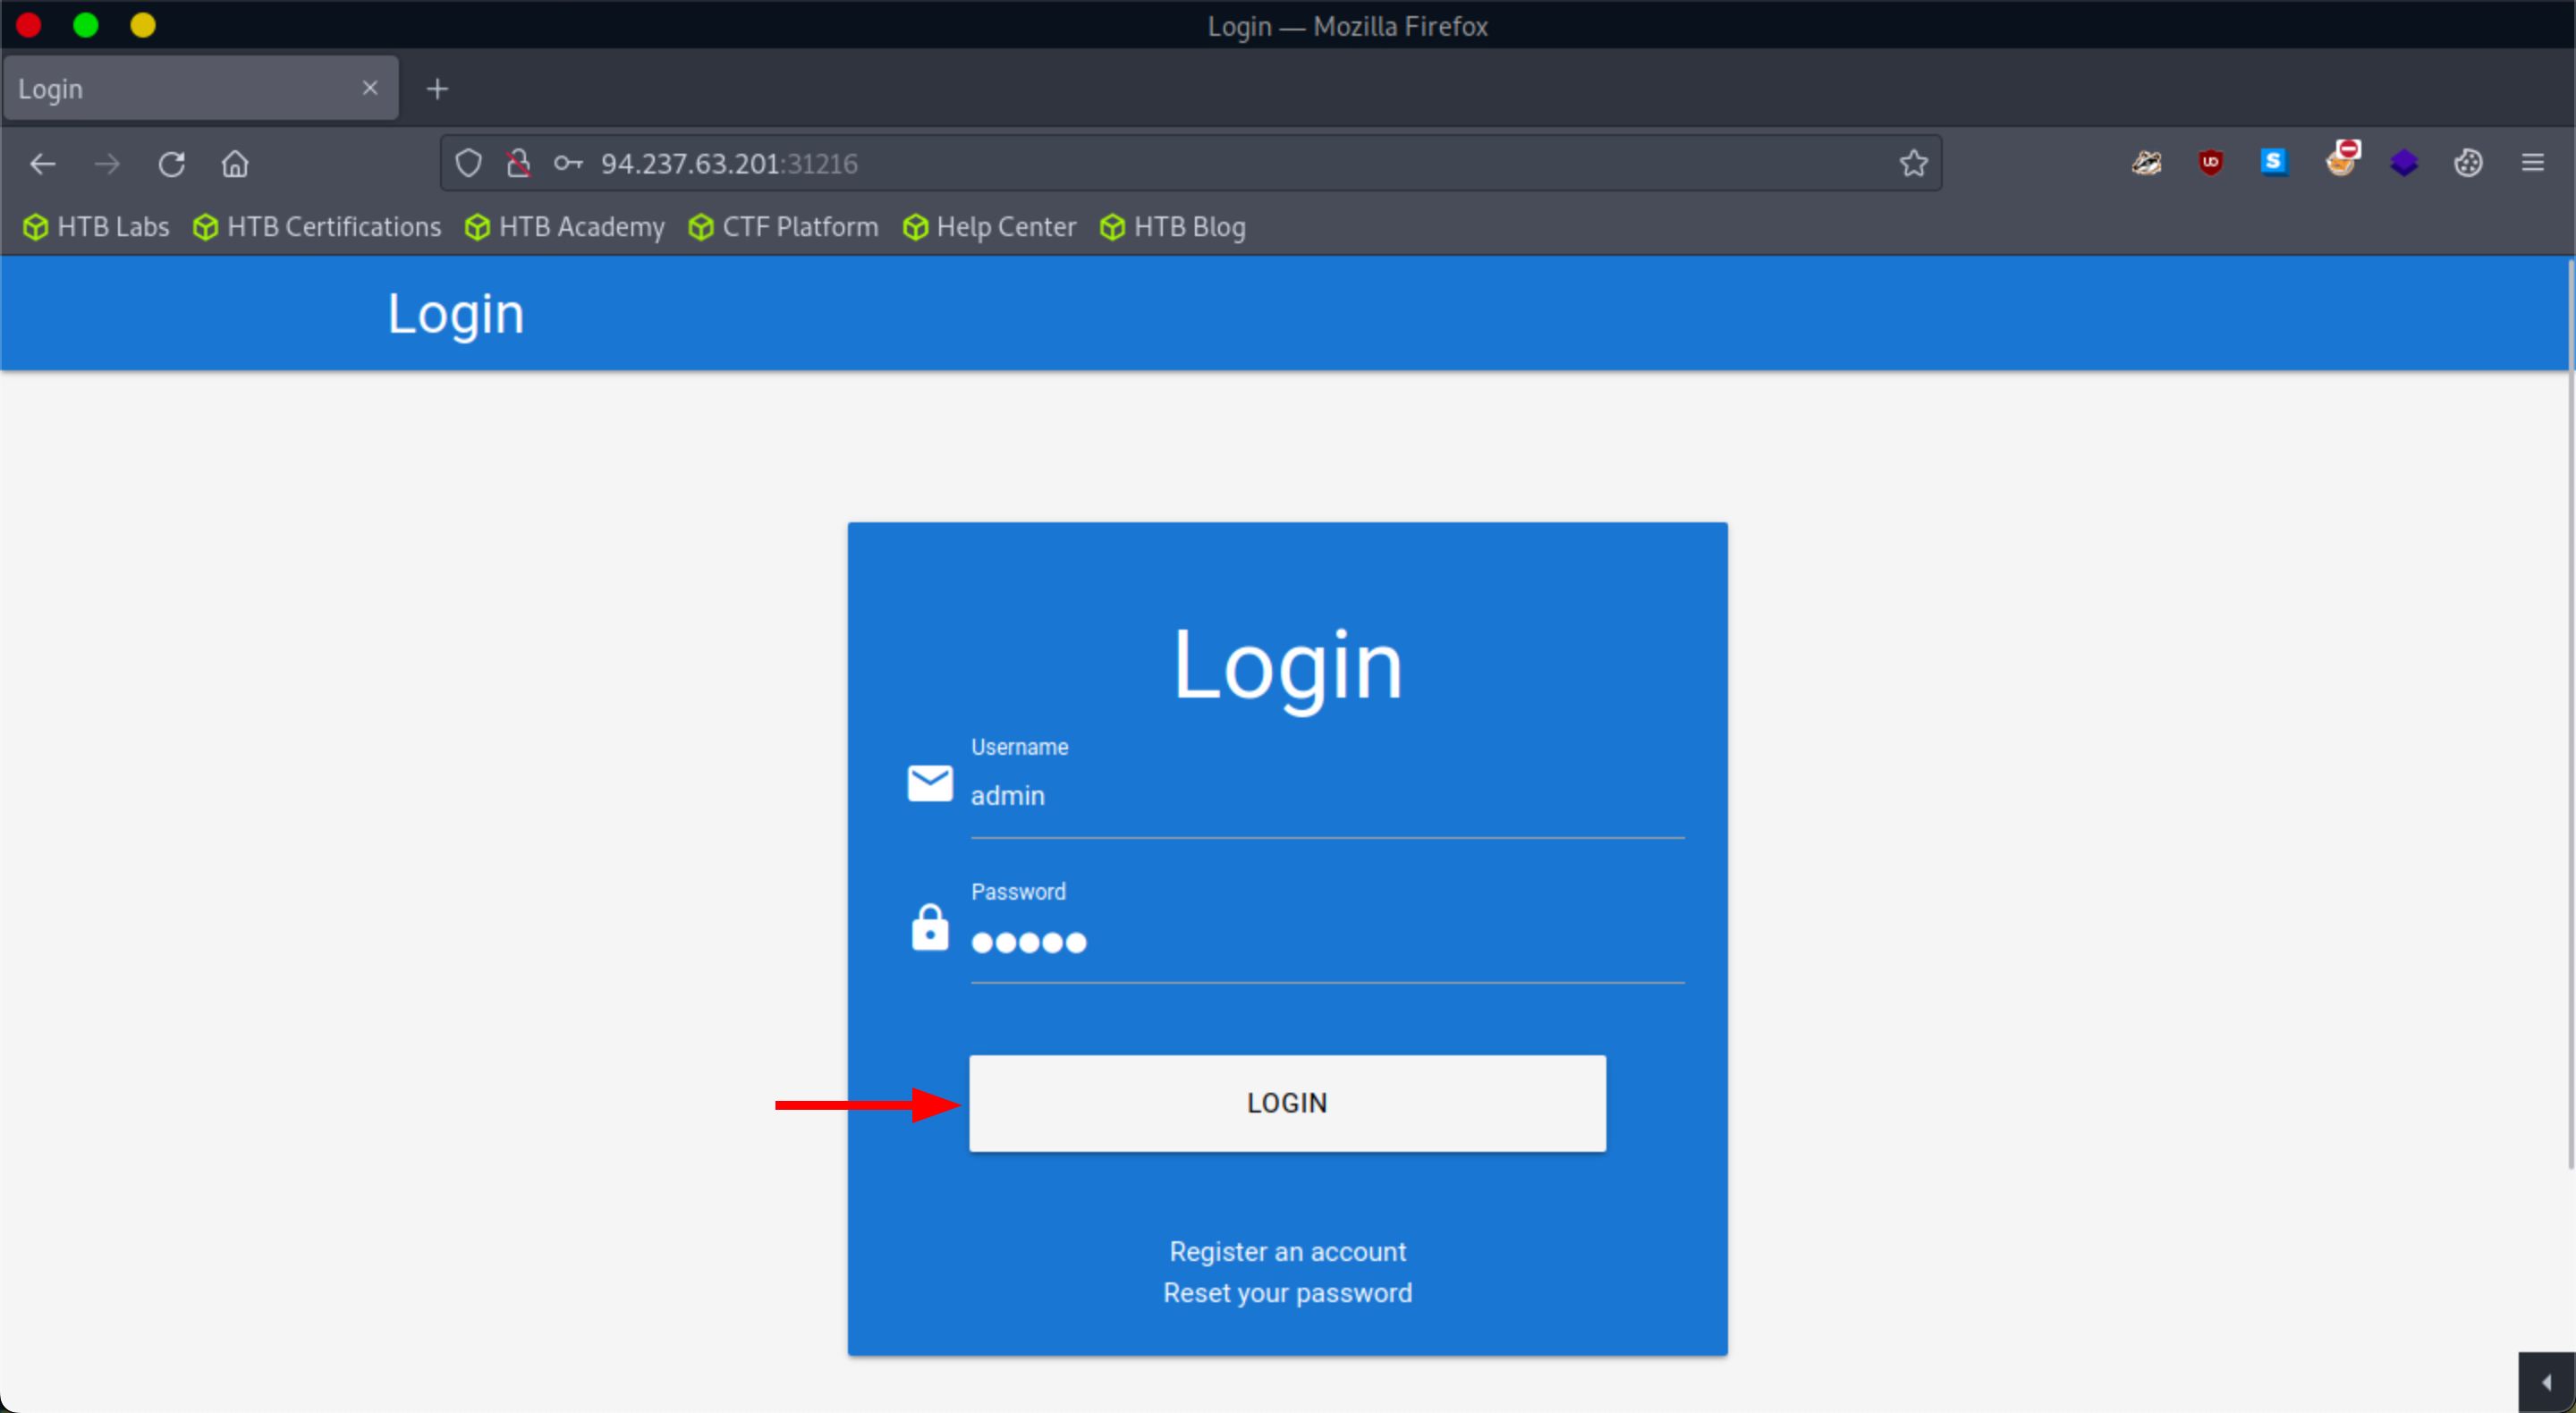 Login — Mozilla Firefox
Login
94.237.63.201:31216
HTB Labs HTB Certifications HTB Academy CTF Platform Help Center HTB Blog
Login
Login
Username
admin
Password
LOGIN
Register an account
Reset your password